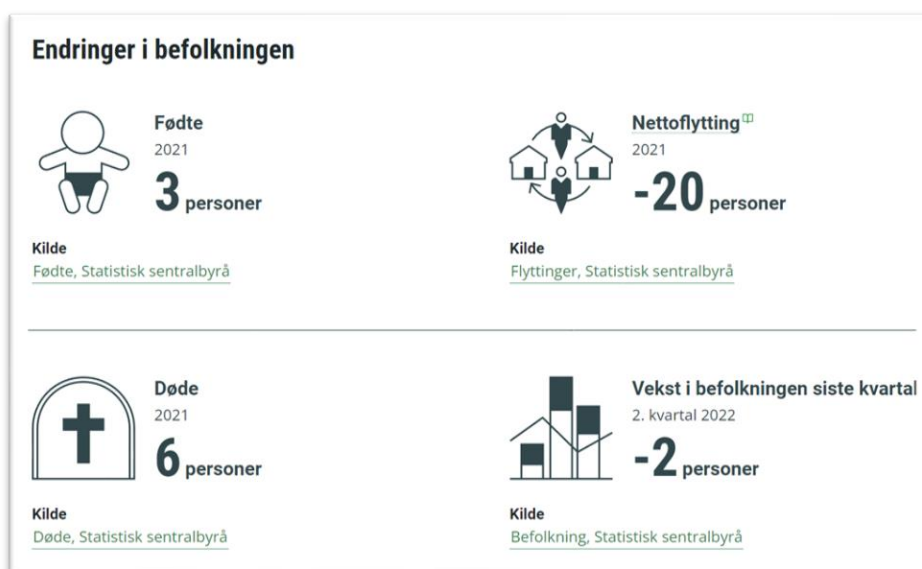 Endringer i befolkningen
Fødte
2021
3 personer
Kilde
Fødte, Statistisk sentralbyrå
Nettoflytting
2021
-20 personer
Kilde
Flyttinger, Statistisk sentralbyrå
Døde
2021
6 personer
Kilde
Døde, Statistisk sentralbyrå
Vekst i befolkningen siste kvartal
2. kvartal 2022
-2 personer
Kilde
Befolkning, Statistisk sentralbyrå